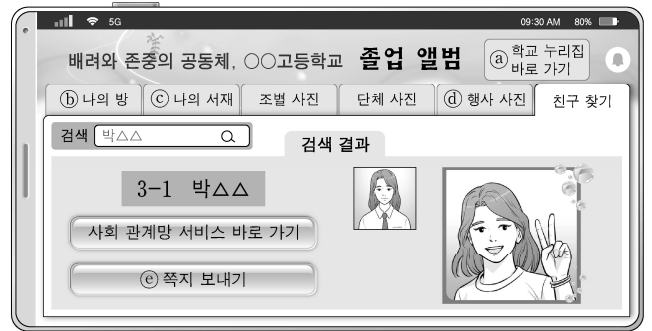 5G 09:30 AM 80%
배려와 존중의 공동체, ○○고등학교 졸업 앨범
ⓐ 학교 누리집
바로 가기
ⓑ 나의 방 ⓒ 나의 서재 조별 사진 단체 사진 ⓓ 행사 사진 친구 찾기
검색 박△△
검색 결과
3-1 박△△
사회 관계망 서비스 바로 가기
ⓔ 쪽지 보내기